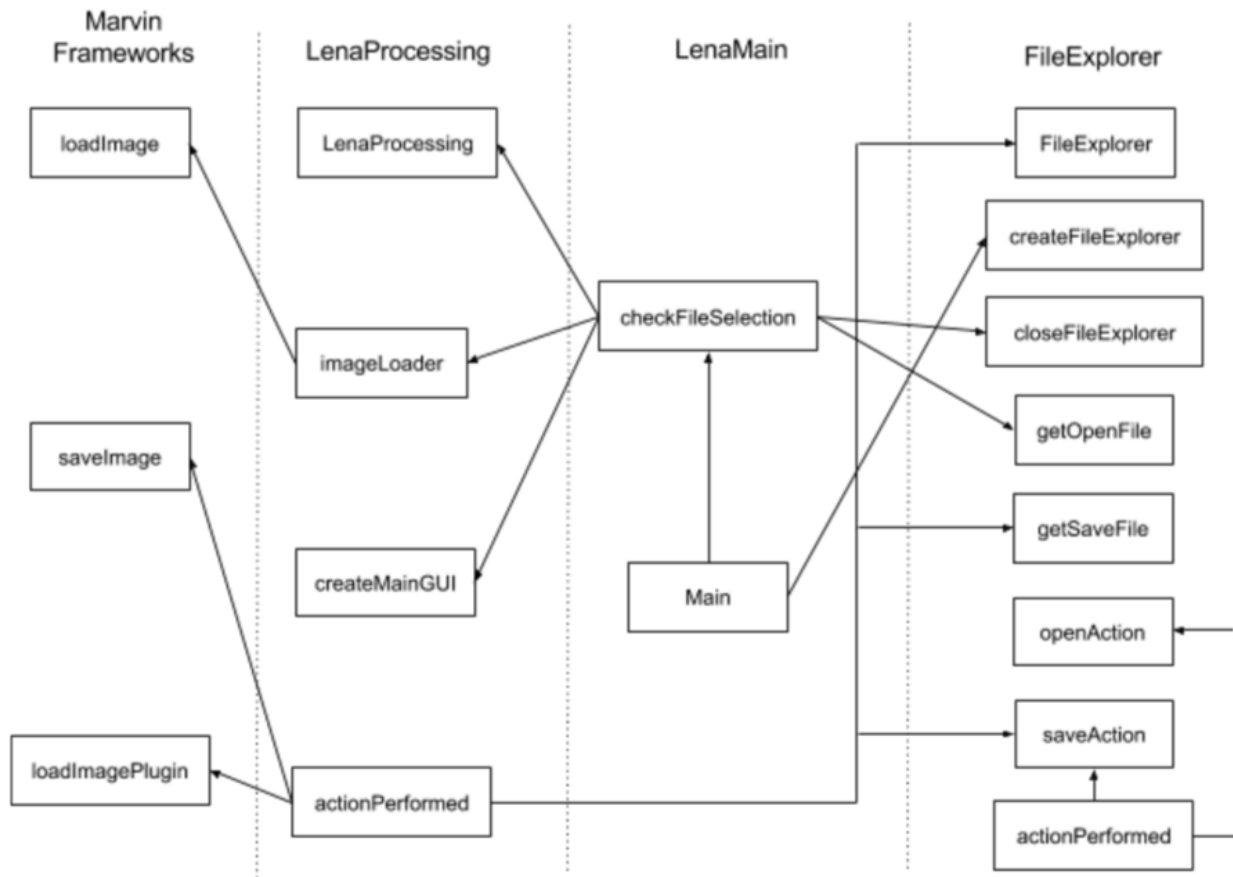 Marvin
Frameworks
LenaProcessing
LenaMain
FileExplorer
loadImage
LenaProcessing
FileExplorer
createFileExplorer
checkFileSelection
closeFileExplorer
imageLoader
getOpenFile
saveImage
getSaveFile
createMainGUI
Main
openAction
saveAction
loadImagePlugin
actionPerformed
actionPerformed